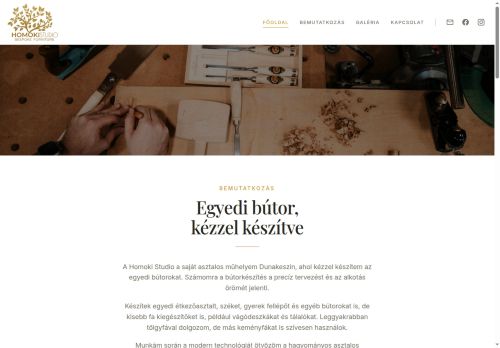 HOMOKI STUDIO
BESPOKE FURNITURE
FŐOLDAL BEMUTATKOZÁS GALÉRIA KAPCSOLAT
BEMUTATKOZÁS
Egyedi bútor,
kézzel készítve
A Homoki Studio a saját asztalos műhelyem Dunakeszin, ahol kézzel készítem az
egyedi bútorokat. Számomra a bútorkészítés a precíz tervezést és az alkotás
örömét jelenti.
Készítek egyedi étkezőasztalt, széket, gyerek fellépőt és egyéb bútorokat is, de
kisebb fa kiegészítőket is, például vágódeszkákat és tálalókat. Leggyakrabban
tölgyfával dolgozom, de más keményfákat is szívesen használok.
Munkám során a modern technológiát ötvözöm a hagyományos asztalos